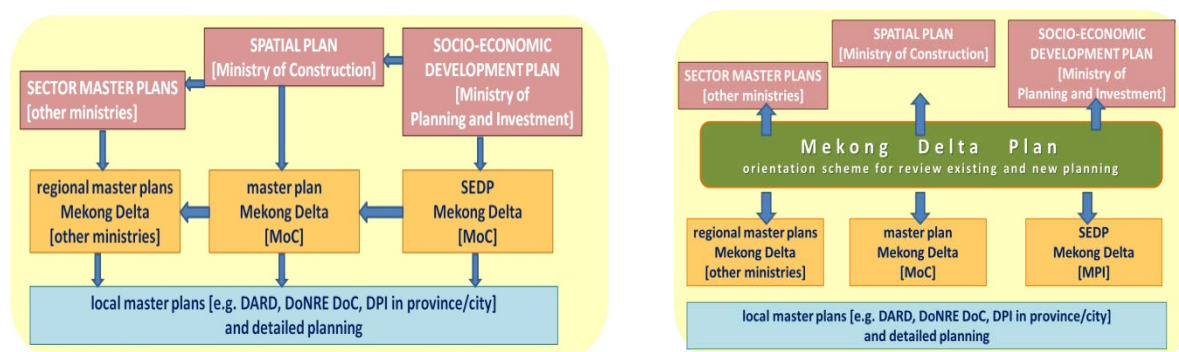 SPATIAL PLAN
[Ministry of Construction]
SOCIO-ECONOMIC
DEVELOPMENT PLAN
[Ministry of
Planning and Investment]
SECTOR MASTER PLANS
[other ministries]
regional master plans
Mekong Delta
[other ministries]
master plan
Mekong Delta
[MoC]
SEDP
Mekong Delta
[MoC]
local master plans [e.g. DARD, DoNRE DoC, DPI in province/city]
and detailed planning
SPATIAL PLAN
[Ministry of Construction]
SOCIO-ECONOMIC
DEVELOPMENT PLAN
[Ministry of
Planning and Investment]
SECTOR MASTER PLANS
[other ministries]
Mekong Delta Plan
orientation scheme for review existing and new planning
regional master plans
Mekong Delta
[other ministries]
master plan
Mekong Delta
[MoC]
SEDP
Mekong Delta
[MPI]
local master plans [e.g. DARD, DoNRE DoC, DPI in province/city]
and detailed planning